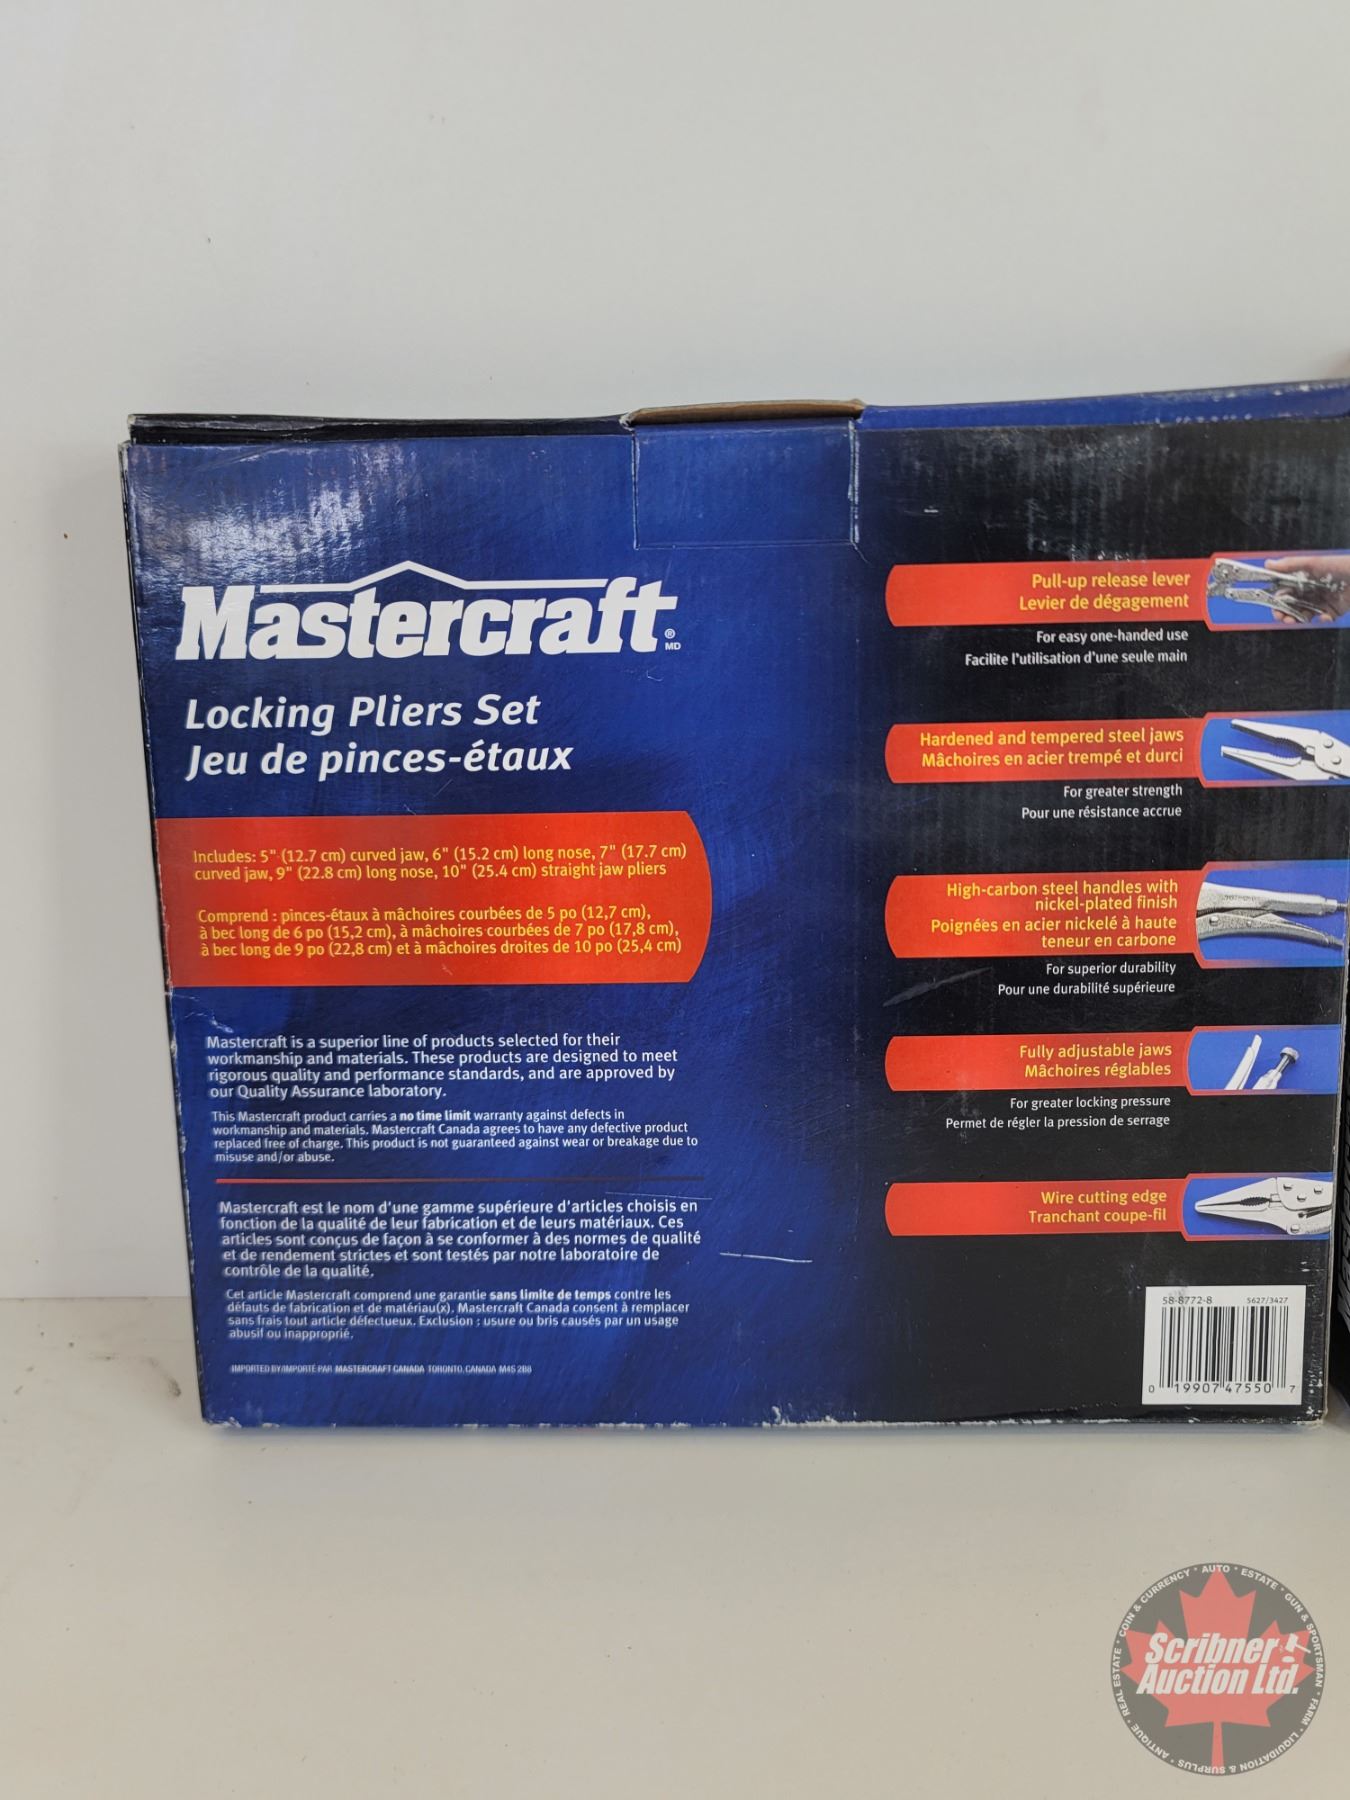 Mastercraft® MD
Locking Pliers Set
Jeu de pinces-étaux
Includes: 5" (12.7 cm) curved jaw, 6" (15.2 cm) long nose, 7" (17.7 cm)
curved jaw, 9" (22.8 cm) long nose, 10" (25.4 cm) straight jaw pliers
Comprend : pinces-étaux à mâchoires courbées de 5 po (12,7 cm),
à bec long de 6 po (15,2 cm), à mâchoires courbées de 7 po (17,8 cm),
à bec long de 9 po (22,8 cm) et à mâchoires droites de 10 po (25,4 cm)
Mastercraft is a superior line of products selected for their
workmanship and materials. These products are designed to meet
rigorous quality and performance standards, and are approved by
our Quality Assurance laboratory.
This Mastercraft product carries a no time limit warranty against defects in
workmanship and materials. Mastercraft Canada agrees to have any defective product
replaced free of charge. This product is not guaranteed against wear or breakage due to
misuse and/or abuse.
Mastercraft est le nom d'une gamme supérieure d'articles choisis en
fonction de la qualité de leur fabrication et de leurs matériaux. Ces
articles sont conçus de façon à se conformer à des normes de qualité
et de rendement strictes et sont testés par notre laboratoire de
contrôle de la qualité.
Cet article Mastercraft comprend une garantie sans limite de temps contre les
défauts de fabrication et de matériau(x). Mastercraft Canada consent à remplacer
sans frais tout article défectueux. Exclusion : usure ou bris causés par un usage
abusif ou inapproprié.
IMPORTED BY/IMPORTÉ PAR MASTERCRAFT CANADA TORONTO, CANADA M4S 2B8
Pull-up release lever
Levier de dégagement
For easy one-handed use
Facilite l'utilisation d'une seule main
Hardened and tempered steel jaws
Mâchoires en acier trempé et durci
For greater strength
Pour une résistance accrue
High-carbon steel handles with
nickel-plated finish
Poignées en acier nickelé à haute
teneur en carbone
For superior durability
Pour une durabilité supérieure
Fully adjustable jaws
Mâchoires réglables
For greater locking pressure
Permet de régler la pression de serrage
Wire cutting edge
Tranchant coupe-fil
58-8772-8 5627/3427
0 19907 47550 7
COIN & CURRENCY • AUTO • ESTATE • GUN & SPORTSMAN • FARM • LIQUIDATION & SURPLUS • ANTIQUE • REAL ESTATE •
Scribner
Auction Ltd.